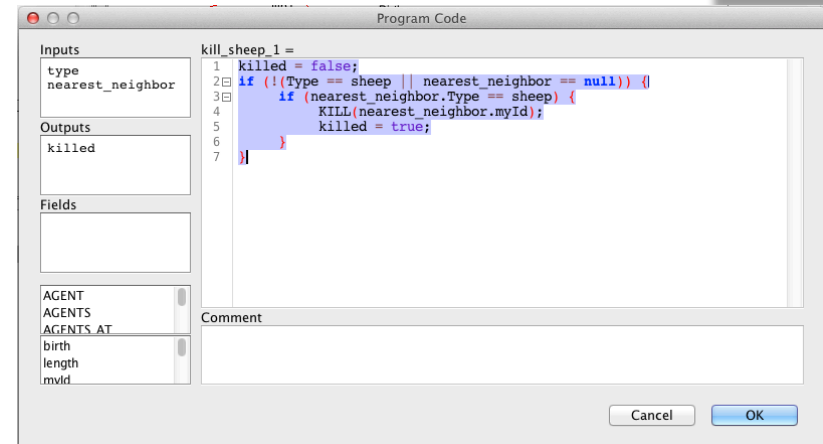 Program Code
Inputs
type
nearest_neighbor
Outputs
killed
Fields
AGENT
AGENTS
AGENTS_AT
birth
length
myId
kill_sheep_1 =
1 killed = false;
2 if (!(Type == sheep || nearest_neighbor == null)) {
3 if (nearest_neighbor.Type == sheep) {
4 KILL(nearest_neighbor.myId);
5 killed = true;
6 }
7 }
Comment
Cancel
OK